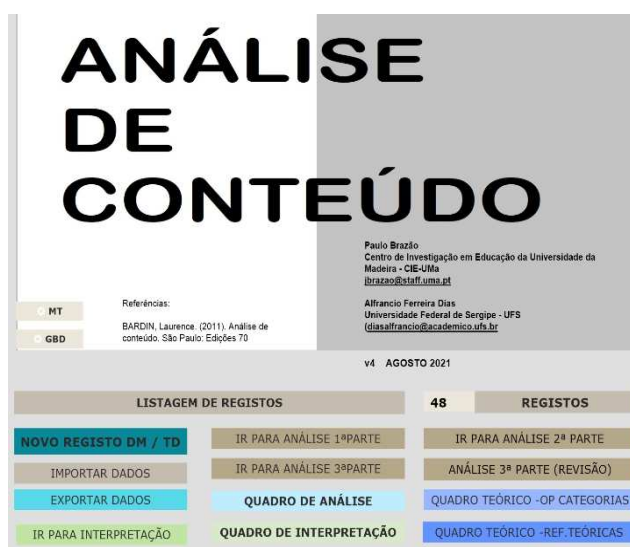 ANÁLISE
DE
CONTEÚDO
Paulo Brazão
Centro de Investigação em Educação da Universidade da
Madeira - CIE-UMa
jbrazao@staff.uma.pt
Alfrancio Ferreira Dias
Universidade Federal de Sergipe - UFS
(diasalfrancio@academico.ufs.br
MT
GBD
Referências:
BARDIN, Laurence. (2011). Análise de
conteúdo. São Paulo: Edições 70
v4 AGOSTO 2021
LISTAGEM DE REGISTOS
48 REGISTOS
NOVO REGISTO DM / TD
IR PARA ANÁLISE 1ªPARTE
IR PARA ANÁLISE 2ª PARTE
IMPORTAR DADOS
IR PARA ANÁLISE 3ªPARTE
ANÁLISE 3ª PARTE (REVISÃO)
EXPORTAR DADOS
QUADRO DE ANÁLISE
QUADRO TEÓRICO -OP CATEGORIAS
IR PARA INTERPRETAÇÃO
QUADRO DE INTERPRETAÇÃO
QUADRO TEÓRICO -REF.TEÓRICAS